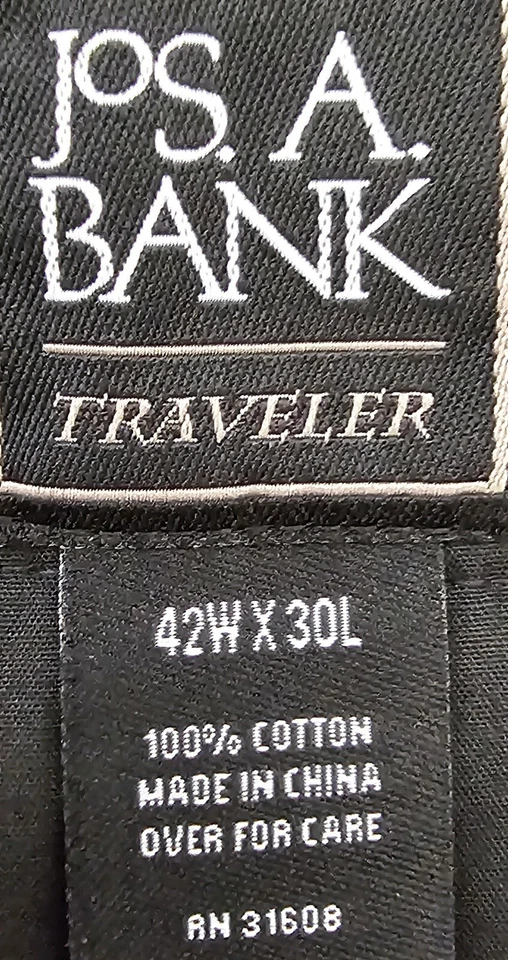 JOS. A.
BANK
TRAVELER
42W X 30L
100% COTTON
MADE IN CHINA
OVER FOR CARE
RN 31608